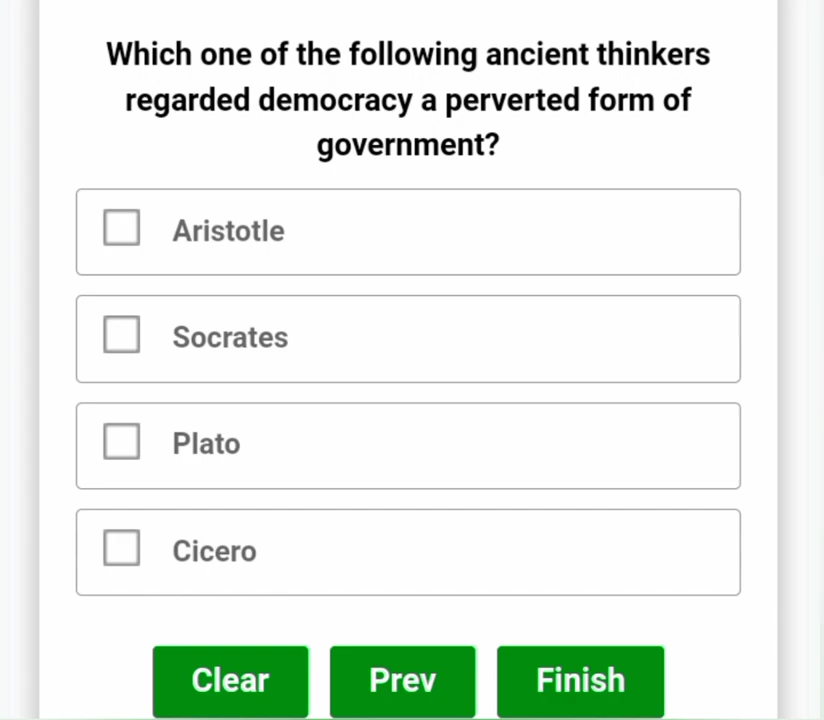 Which one of the following ancient thinkers
regarded democracy a perverted form of
government?
Aristotle
Socrates
Plato
Cicero
Clear
Prev
Finish